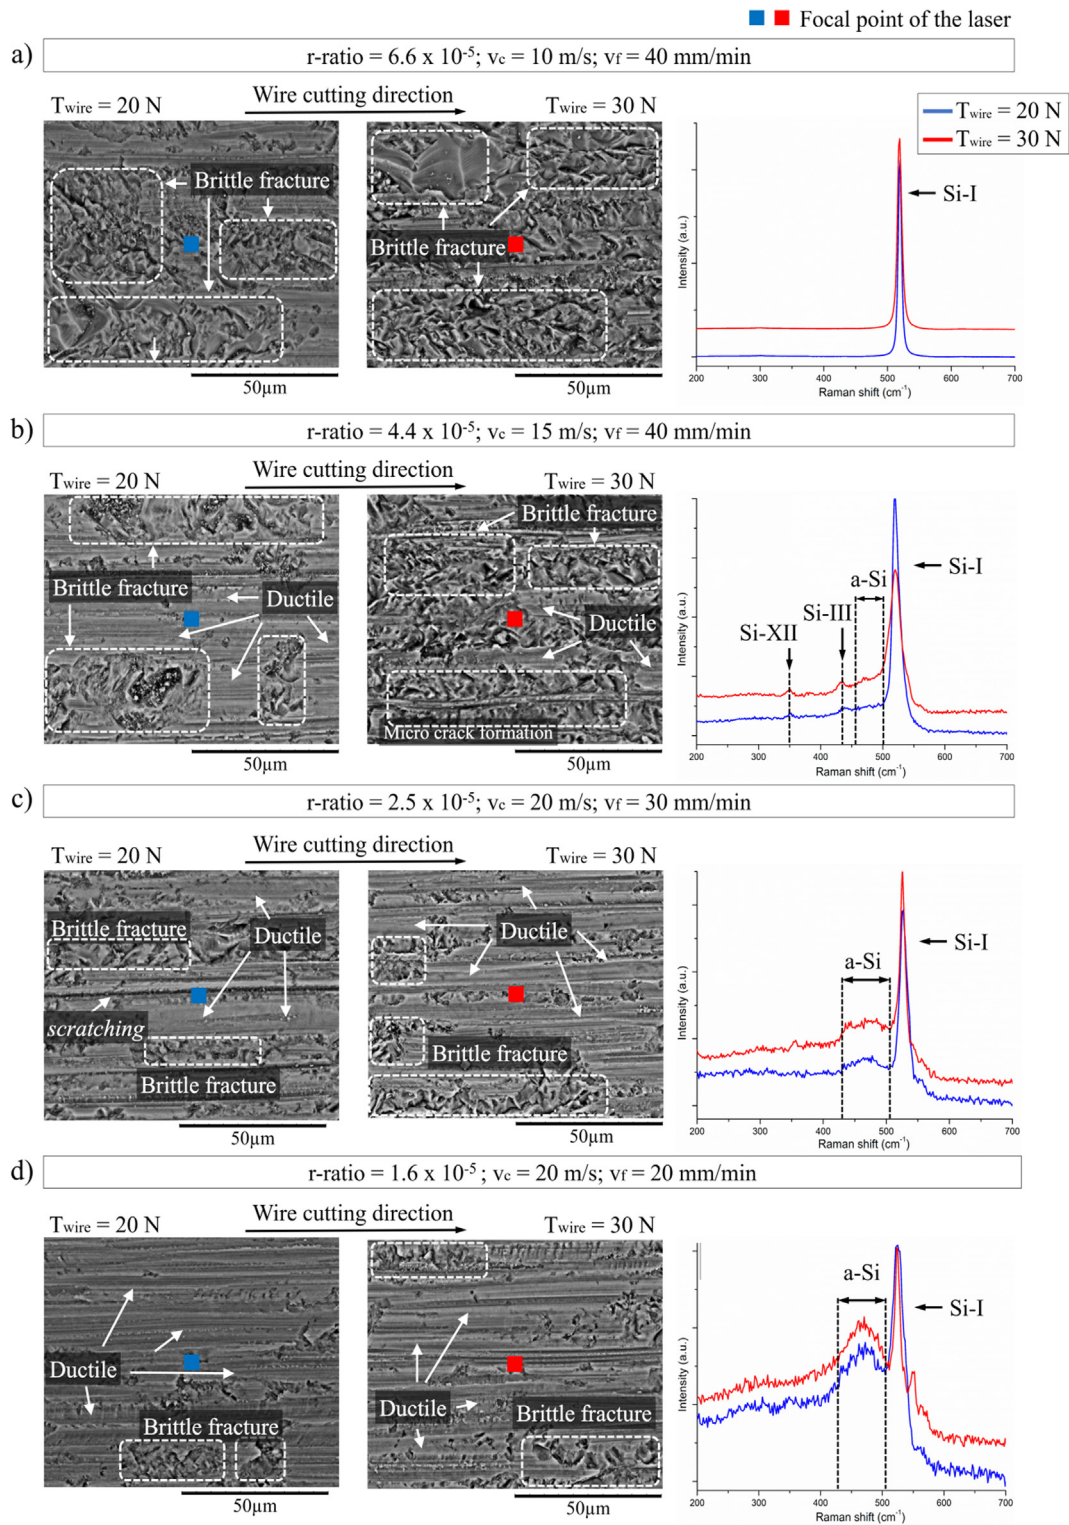 Focal point of the laser
a)
r-ratio = 6.6 x 10⁻⁵; vc = 10 m/s; vf = 40 mm/min
Twire = 20 N
Wire cutting direction
Twire = 30 N
Brittle fracture
50µm
Brittle fracture
50µm
Twire = 20 N
Twire = 30 N
Si-I
Intensity (a.u.)
200 300 400 500 600 700
Raman shift (cm⁻¹)
b)
r-ratio = 4.4 x 10⁻⁵; vc = 15 m/s; vf = 40 mm/min
Twire = 20 N
Wire cutting direction
Twire = 30 N
Brittle fracture
Ductile
50µm
Brittle fracture
Ductile
Micro crack formation
50µm
Si-I
a-Si
Si-III
Si-XII
Intensity (a.u.)
200 300 400 500 600 700
Raman shift (cm⁻¹)
c)
r-ratio = 2.5 x 10⁻⁵; vc = 20 m/s; vf = 30 mm/min
Twire = 20 N
Wire cutting direction
Twire = 30 N
Brittle fracture
Ductile
scratching
Brittle fracture
50µm
Ductile
Brittle fracture
50µm
Si-I
a-Si
Intensity (a.u.)
200 300 400 500 600 700
Raman shift (cm⁻¹)
d)
r-ratio = 1.6 x 10⁻⁵; vc = 20 m/s; vf = 20 mm/min
Twire = 20 N
Wire cutting direction
Twire = 30 N
Ductile
Brittle fracture
50µm
Ductile
Brittle fracture
50µm
a-Si
Si-I
Intensity (a.u.)
200 300 400 500 600 700
Raman shift (cm⁻¹)